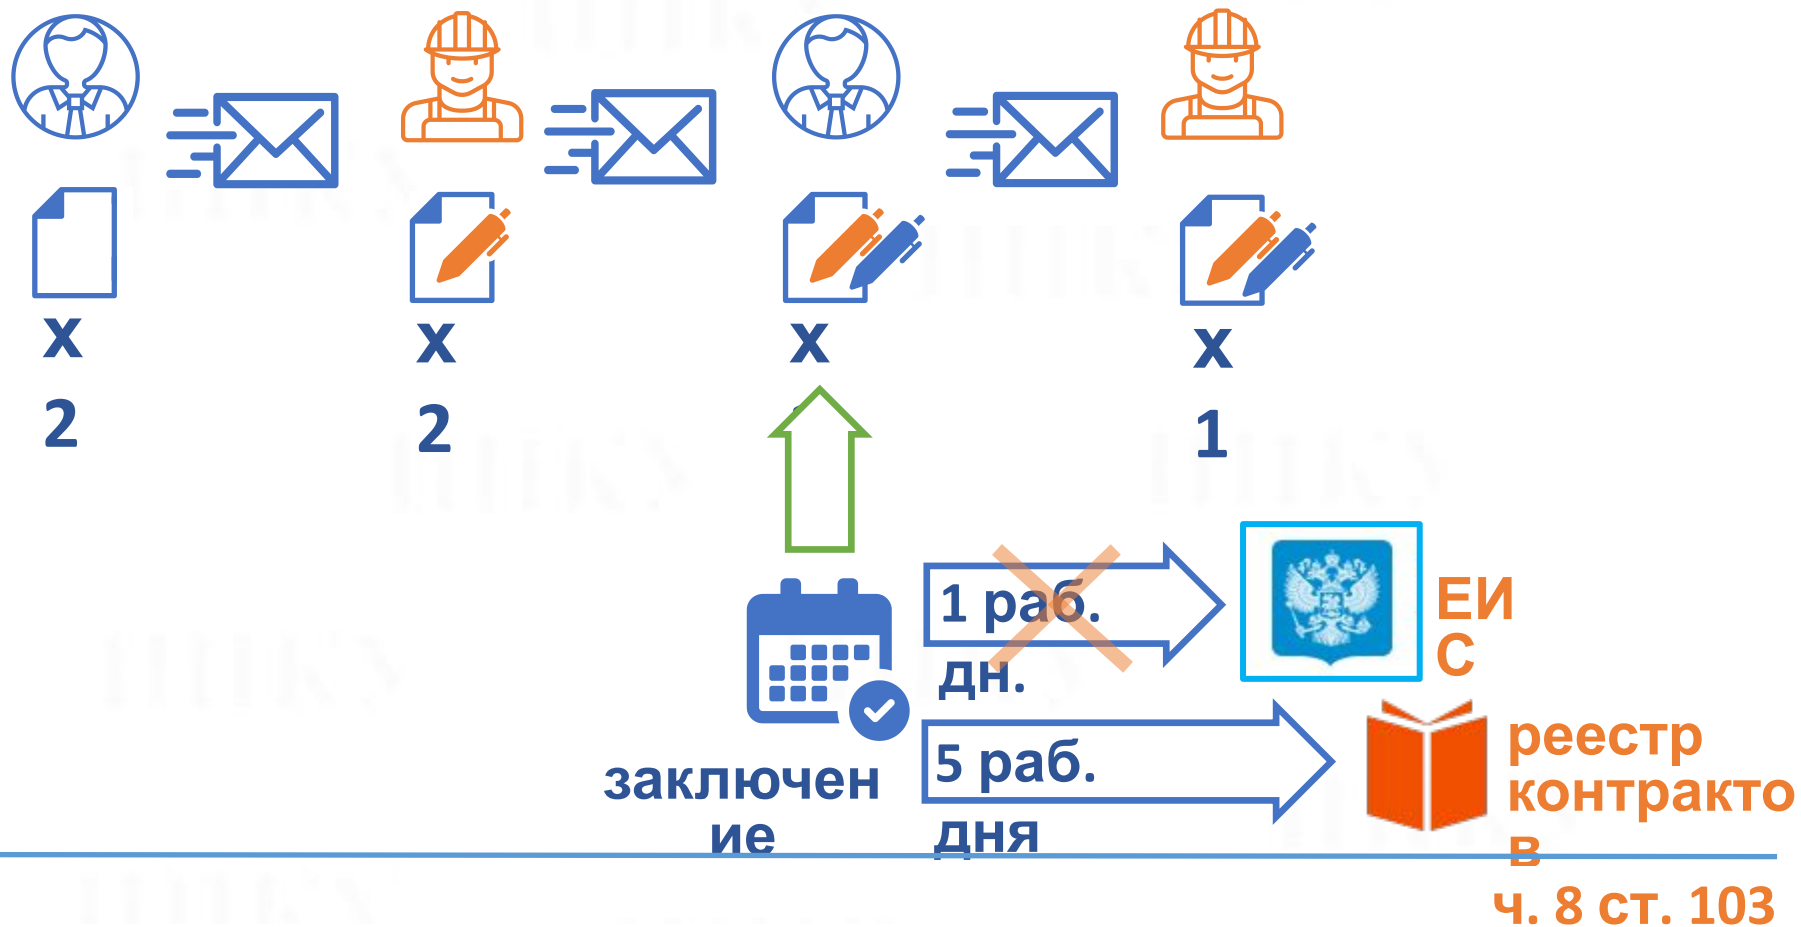 х
х
х
х
2
2
1
1 раб.
дн.
ЕИ
С
5 раб.
дня
реестр
контракто
в
заключен
ие
ч. 8 ст. 103